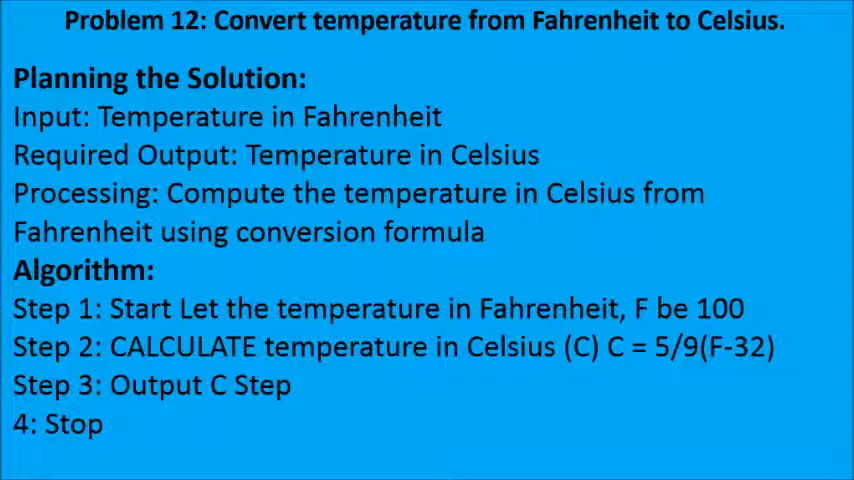 Problem 12: Convert temperature from Fahrenheit to Celsius.
Planning the Solution:
Input: Temperature in Fahrenheit
Required Output: Temperature in Celsius
Processing: Compute the temperature in Celsius from
Fahrenheit using conversion formula
Algorithm:
Step 1: Start Let the temperature in Fahrenheit, F be 100
Step 2: CALCULATE temperature in Celsius (C) C = 5/9(F-32)
Step 3: Output C Step
4: Stop